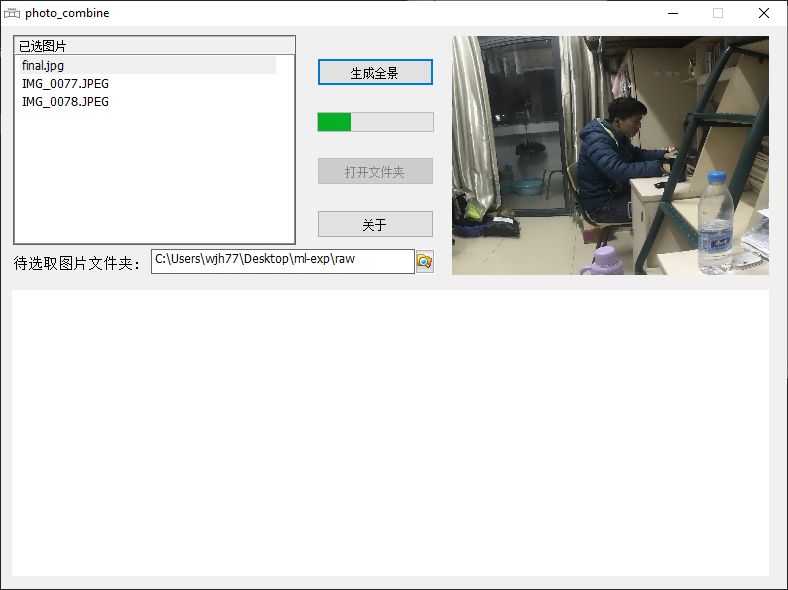 photo_combine
已选图片
final.jpg
IMG_0077.JPEG
IMG_0078.JPEG
生成全景
打开文件夹
关于
待选取图片文件夹：
C:\Users\wjh77\Desktop\ml-exp\raw